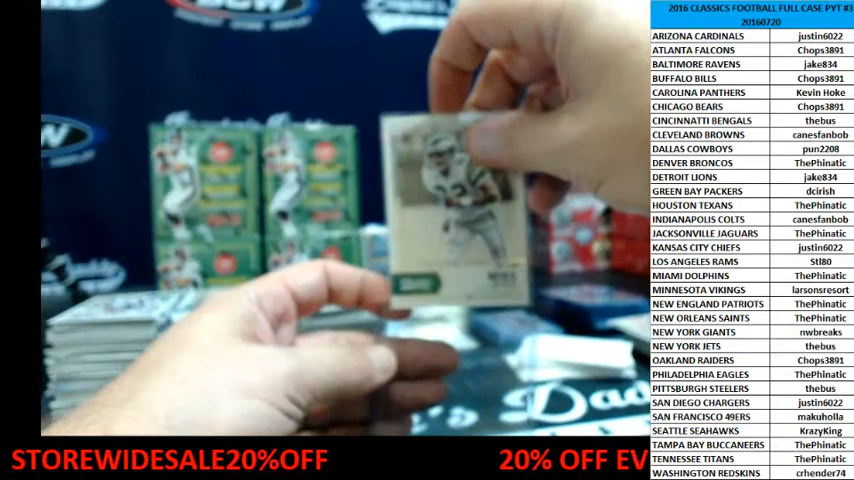 2016 CLASSICS FOOTBALL FULL CASE PYT #3
20160720
ARIZONA CARDINALS justin6022
ATLANTA FALCONS Chops3891
BALTIMORE RAVENS jake834
BUFFALO BILLS Chops3891
CAROLINA PANTHERS Kevin Hoke
CHICAGO BEARS Chops3891
CINCINNATI BENGALS thebus
CLEVELAND BROWNS canesfanbob
DALLAS COWBOYS pun2208
DENVER BRONCOS ThePhinatic
DETROIT LIONS jake834
GREEN BAY PACKERS dcirish
HOUSTON TEXANS ThePhinatic
INDIANAPOLIS COLTS canesfanbob
JACKSONVILLE JAGUARS ThePhinatic
KANSAS CITY CHIEFS justin6022
LOS ANGELES RAMS Stl80
MIAMI DOLPHINS ThePhinatic
MINNESOTA VIKINGS larsonsresort
NEW ENGLAND PATRIOTS ThePhinatic
NEW ORLEANS SAINTS ThePhinatic
NEW YORK GIANTS nwbreaks
NEW YORK JETS thebus
OAKLAND RAIDERS Chops3891
PHILADELPHIA EAGLES ThePhinatic
PITTSBURGH STEELERS thebus
SAN DIEGO CHARGERS justin6022
SAN FRANCISCO 49ERS makuholla
SEATTLE SEAHAWKS KrazyKing
TAMPA BAY BUCCANEERS ThePhinatic
TENNESSEE TITANS ThePhinatic
WASHINGTON REDSKINS crhender74
STOREWIDESALE20%OFF 20% OFF EV